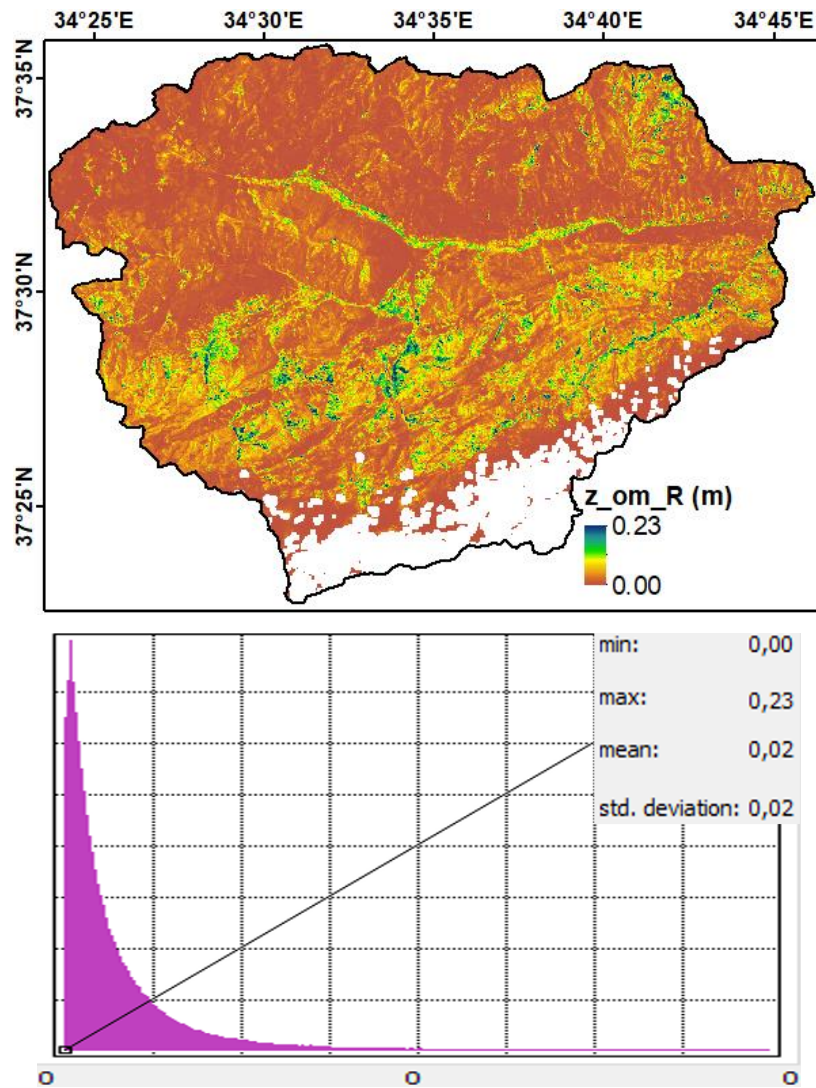 34°25'E 34°30'E 34°35'E 34°40'E 34°45'E
37°35'N
37°30'N
37°25'N
z_om_R (m)
0.23
0.00
min: 0,00
max: 0,23
mean: 0,02
std. deviation: 0,02
0 0 0